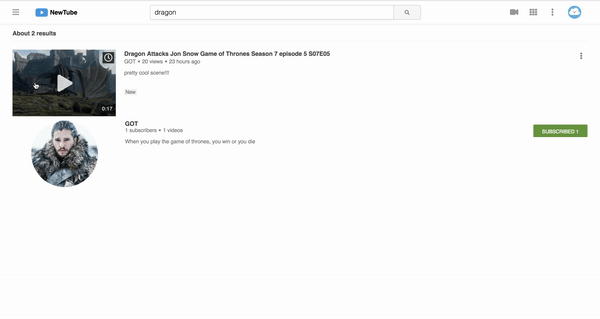 NewTube
dragon
About 2 results
Dragon Attacks Jon Snow Game of Thrones Season 7 episode 5 S07E05
GOT • 20 views • 23 hours ago
pretty cool scene!!!!
New
0:17
GOT
1 subscribers • 1 videos
When you play the game of thrones, you win or you die
SUBSCRIBED 1